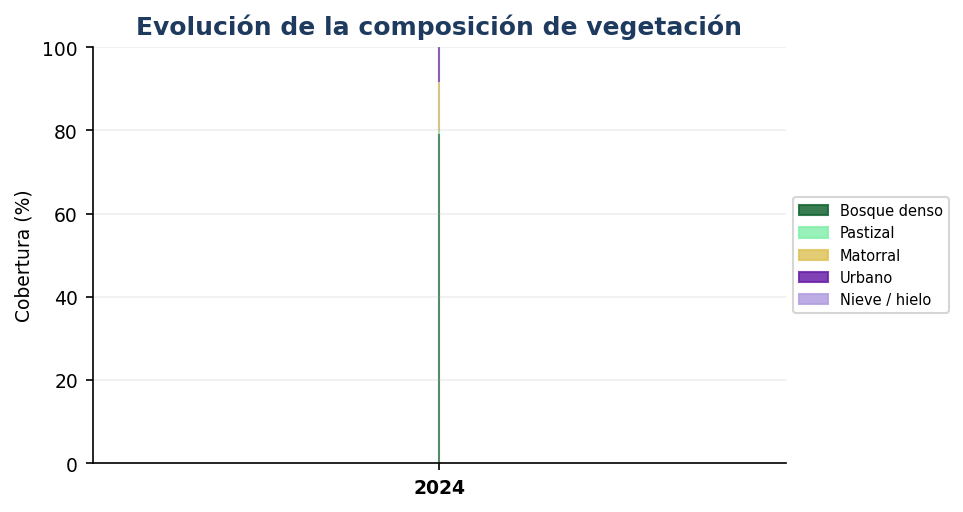 Evolución de la composición de vegetación
Cobertura (%)
100
80
60
40
20
0
2024
Bosque denso
Pastizal
Matorral
Urbano
Nieve / hielo